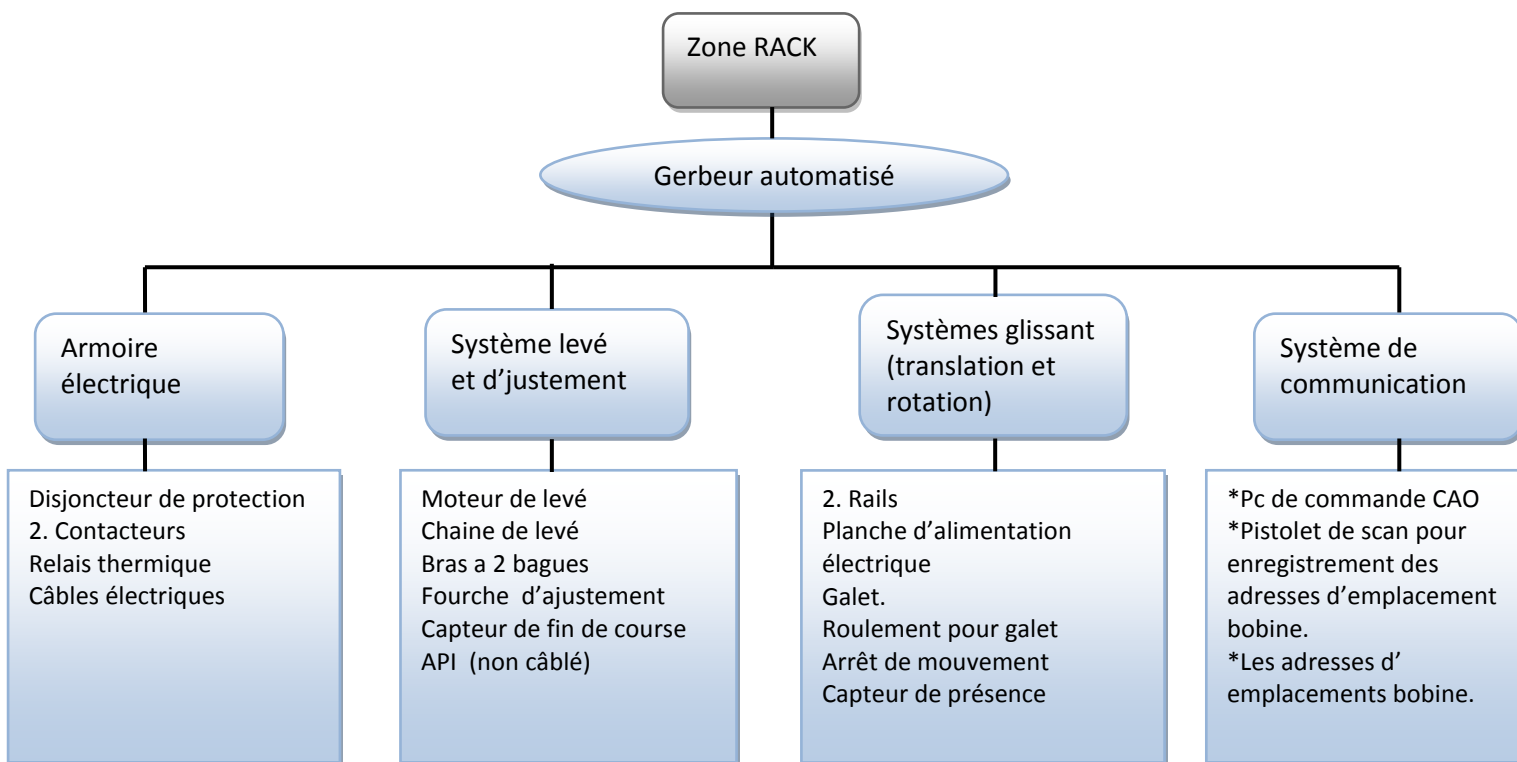 Zone RACK
Gerbeur automatisé
Armoire
électrique
Système levé
et d’justement
Systèmes glissant
(translation et
rotation)
Système de
communication
Disjoncteur de protection
2. Contacteurs
Relais thermique
Câbles électriques
Moteur de levé
Chaine de levé
Bras a 2 bagues
Fourche d’ajustement
Capteur de fin de course
API (non câblé)
2. Rails
Planche d’alimentation
électrique
Galet.
Roulement pour galet
Arrêt de mouvement
Capteur de présence
*Pc de commande CAO
*Pistolet de scan pour
enregistrement des
adresses d’emplacement
bobine.
*Les adresses d’
emplacements bobine.